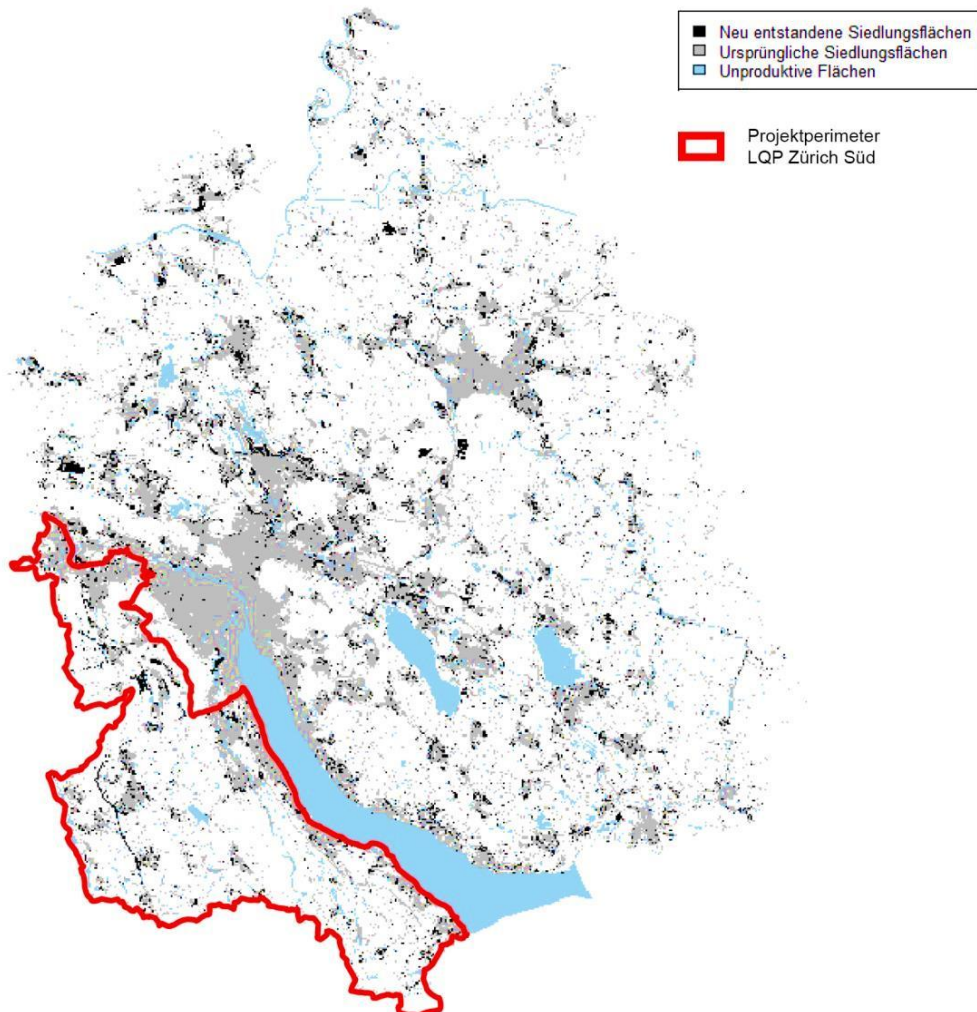 Neu entstandene Siedlungsflächen
Ursprüngliche Siedlungsflächen
Unproduktive Flächen
Projektperimeter
LQP Zürich Süd